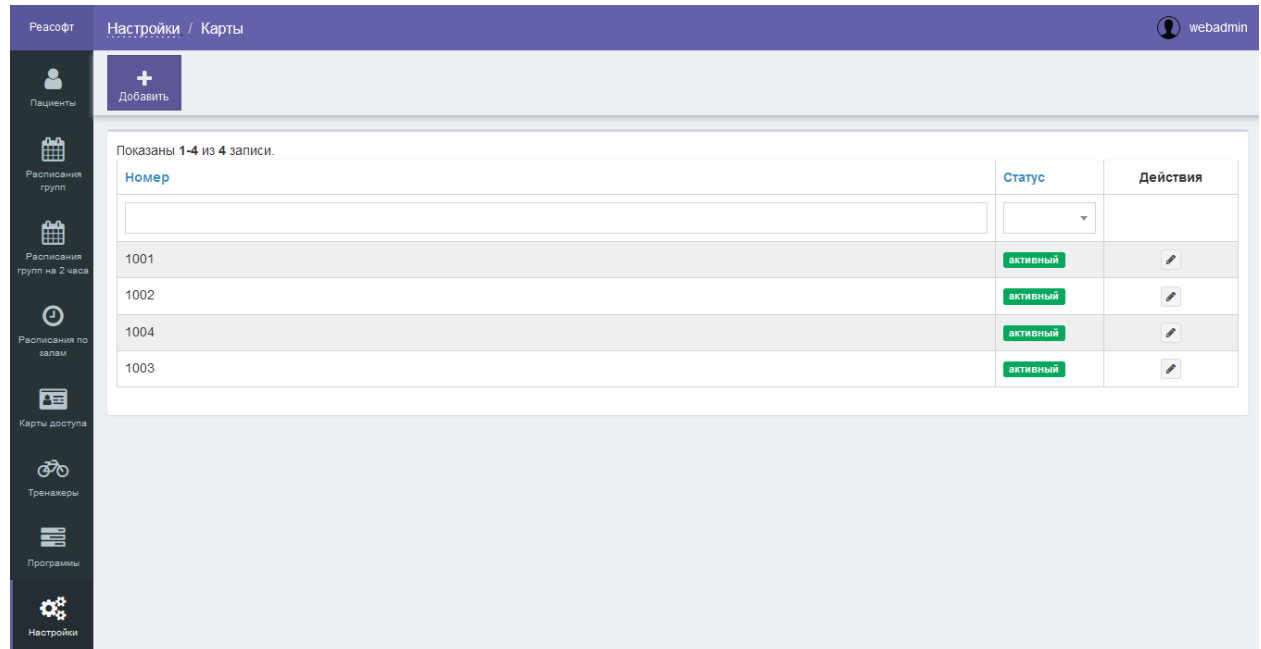 Реасофт
Настройки / Карты
webadmin
Пациенты
Расписания
групп
Расписания
групп на 2 часа
Расписания по
залам
Карты доступа
Тренажеры
Программы
Настройки
Добавить
Показаны 1-4 из 4 записи.
Номер Статус Действия
1001 активный
1002 активный
1004 активный
1003 активный